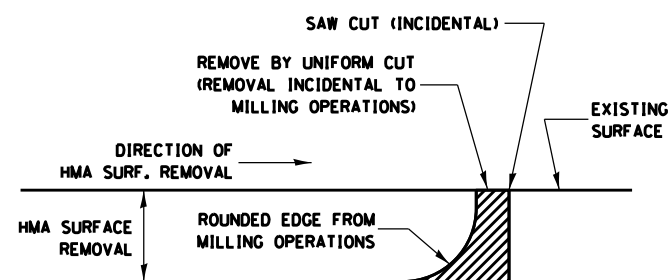 SAW CUT (INCIDENTAL)
REMOVE BY UNIFORM CUT
(REMOVAL INCIDENTAL TO
MILLING OPERATIONS)
EXISTING
SURFACE
DIRECTION OF
HMA SURF. REMOVAL
HMA SURFACE
REMOVAL
ROUNDED EDGE FROM
MILLING OPERATIONS